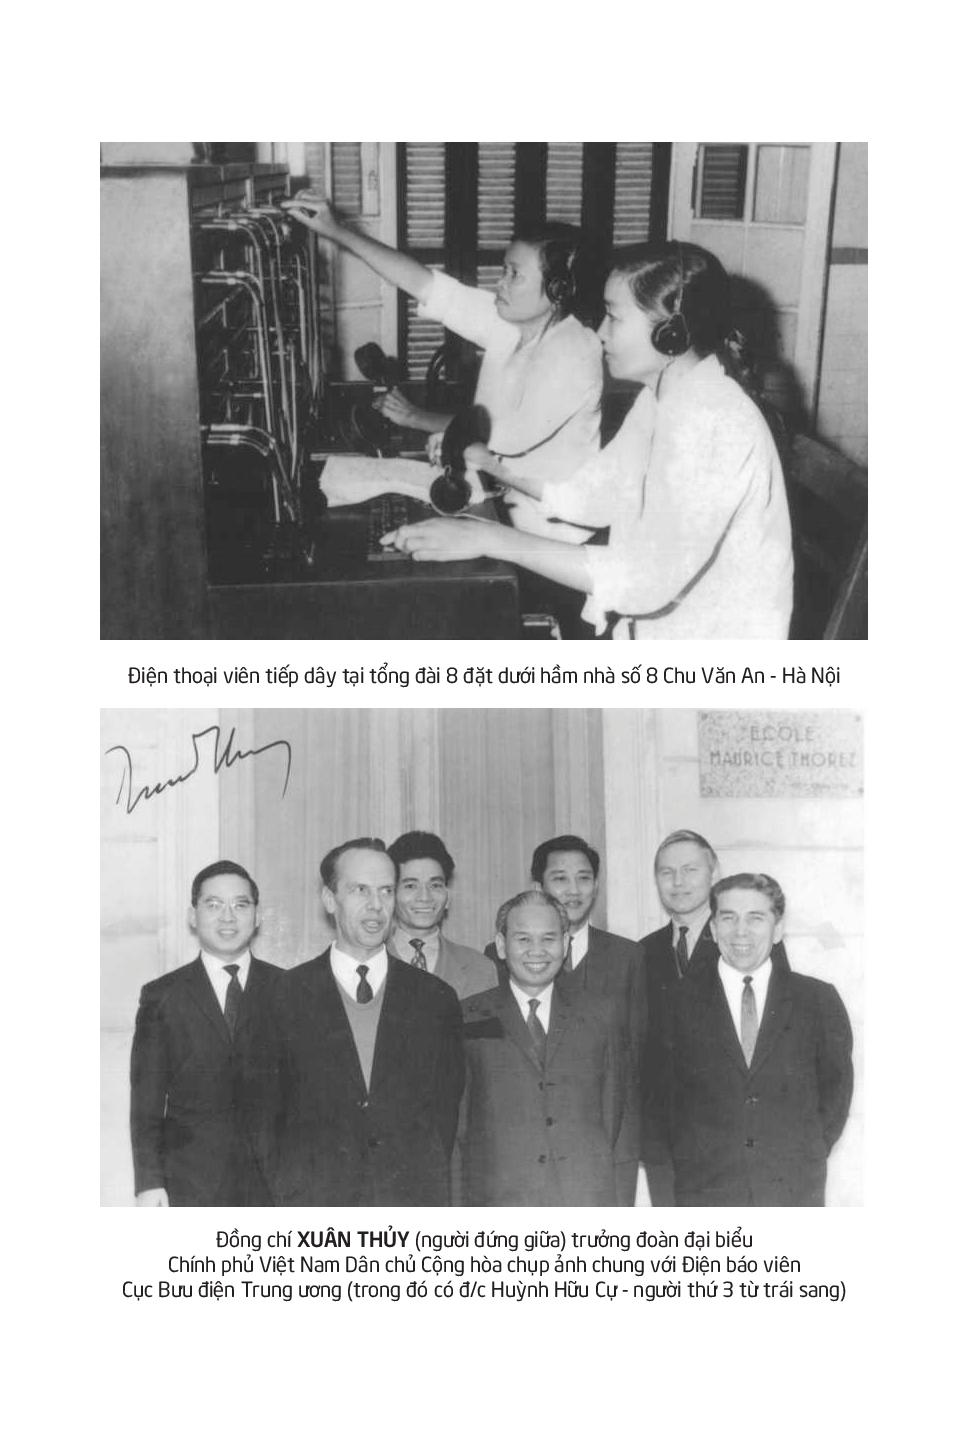 Điện thoại viên tiếp dây tại tổng đài 8 đặt dưới hầm nhà số 8 Chu Văn An - Hà Nội
ECOLE
MAURICE THOREZ
Đồng chí XUÂN THỦY (người đứng giữa) trưởng đoàn đại biểu
Chính phủ Việt Nam Dân chủ Cộng hòa chụp ảnh chung với Điện báo viên
Cục Bưu điện Trung ương (trong đó có đ/c Huỳnh Hữu Cự - người thứ 3 từ trái sang)